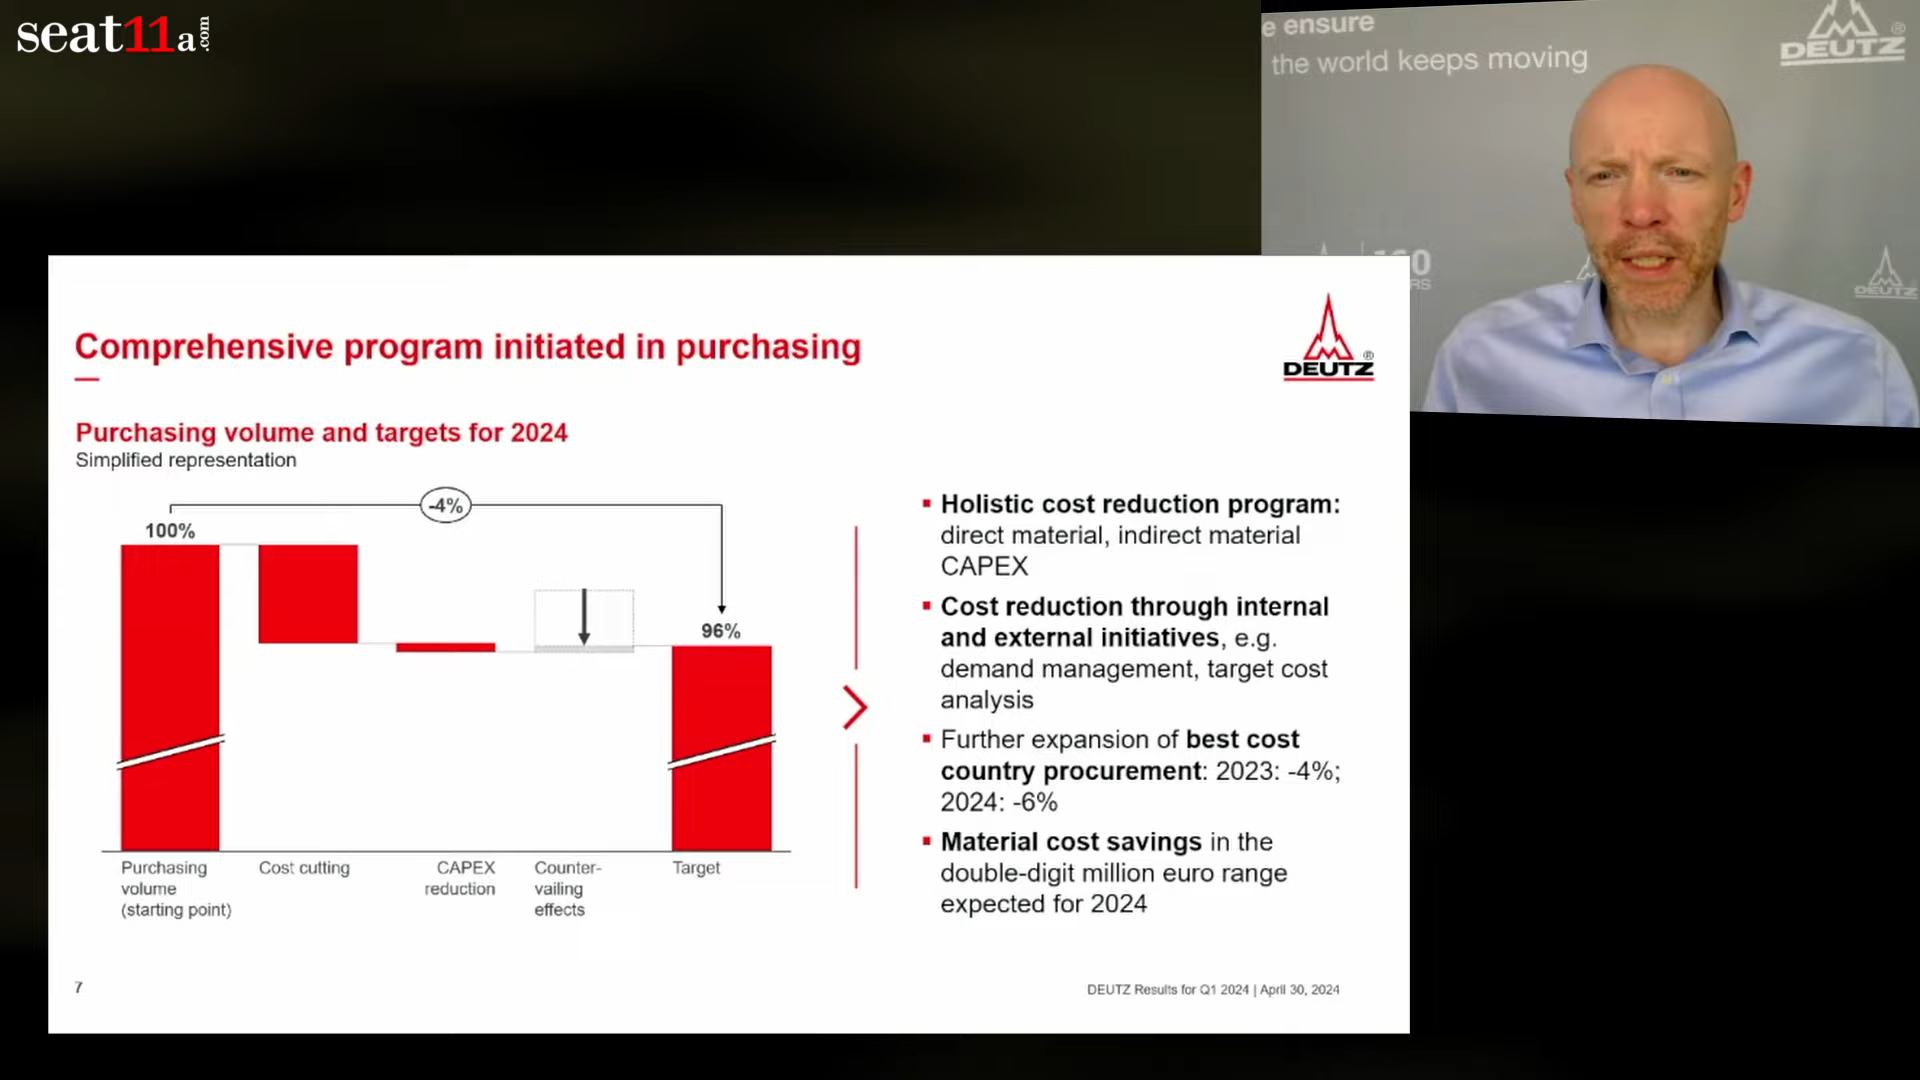 seat11a.com
e ensure
the world keeps moving
DEUTZ®
RS
DEUTZ
Comprehensive program initiated in purchasing
DEUTZ®
Purchasing volume and targets for 2024
Simplified representation
-4%
100%
96%
Purchasing
volume
(starting point)
Cost cutting
CAPEX
reduction
Counter-
vailing
effects
Target
Holistic cost reduction program:
direct material, indirect material
CAPEX
Cost reduction through internal
and external initiatives, e.g.
demand management, target cost
analysis
Further expansion of best cost
country procurement: 2023: -4%;
2024: -6%
Material cost savings in the
double-digit million euro range
expected for 2024
7
DEUTZ Results for Q1 2024 | April 30, 2024